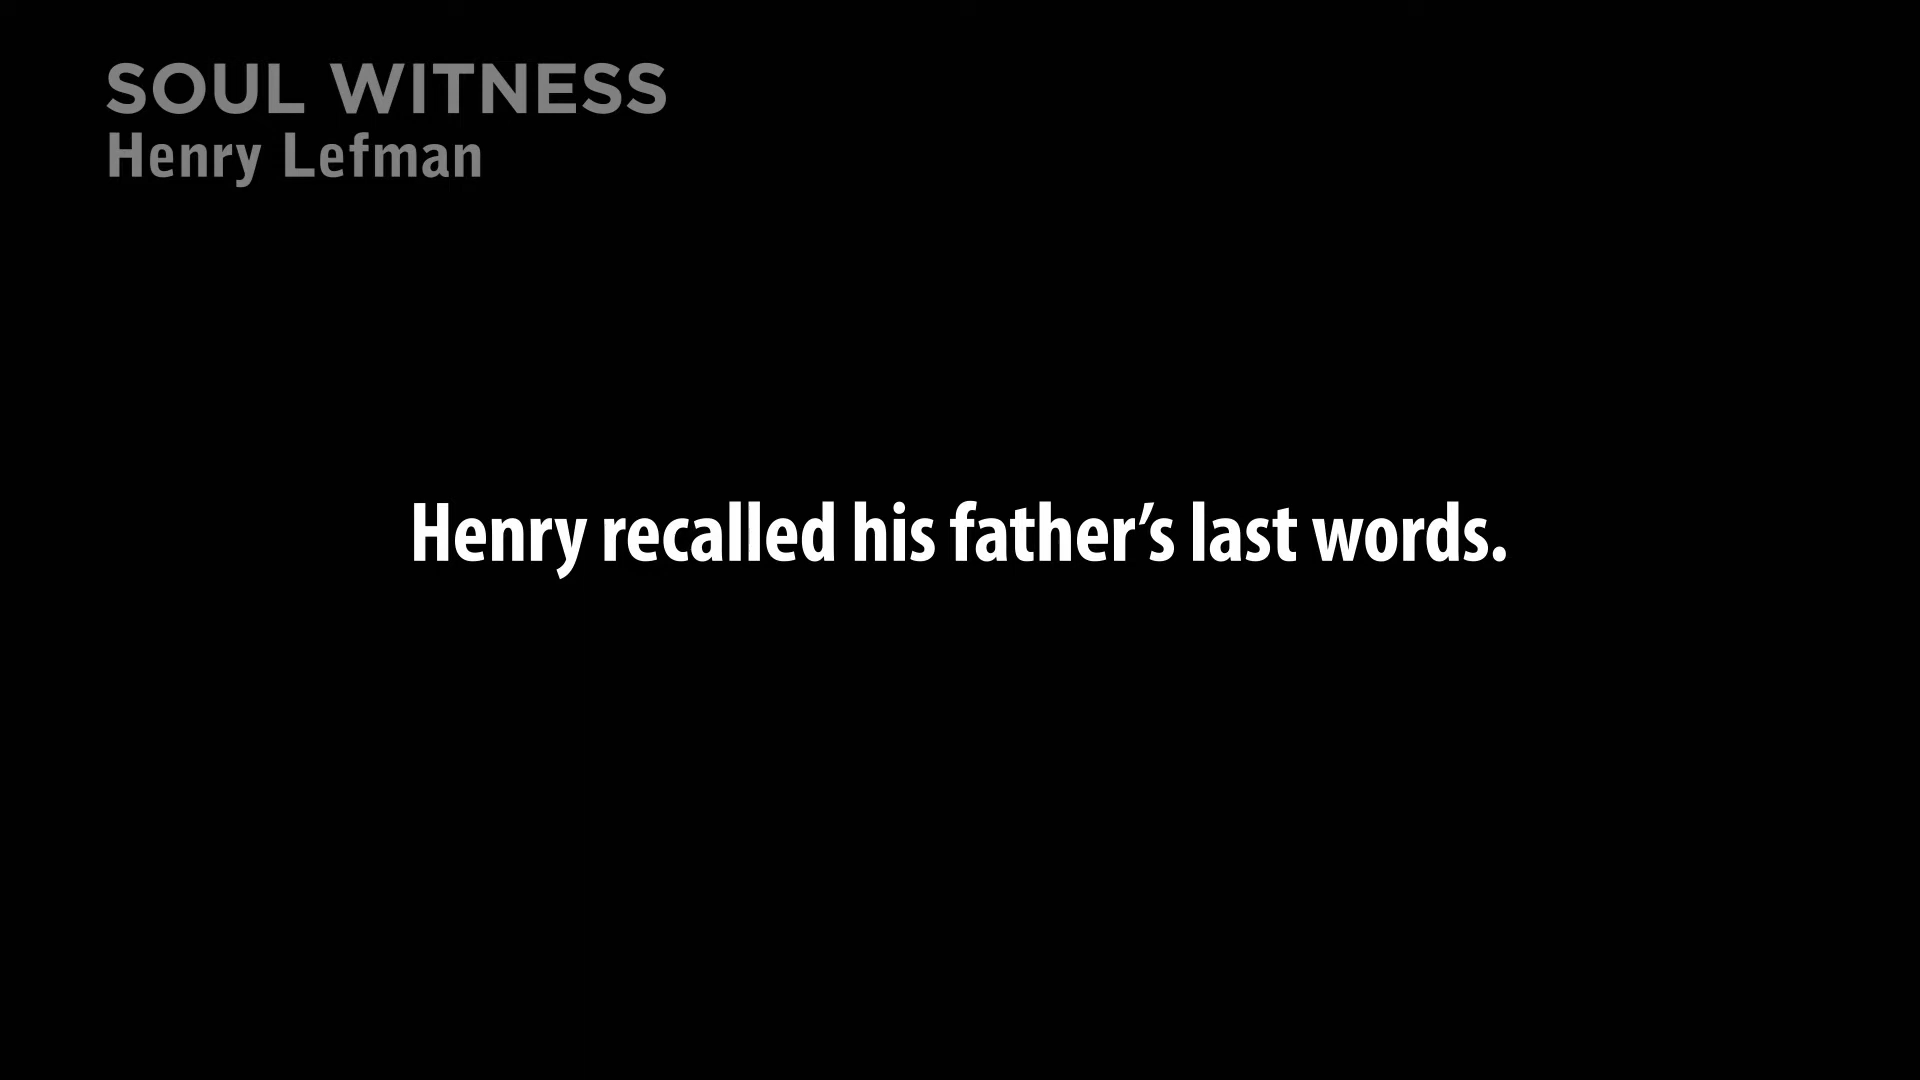 SOUL WITNESS
Henry Lefman
Henry recalled his father’s last words.